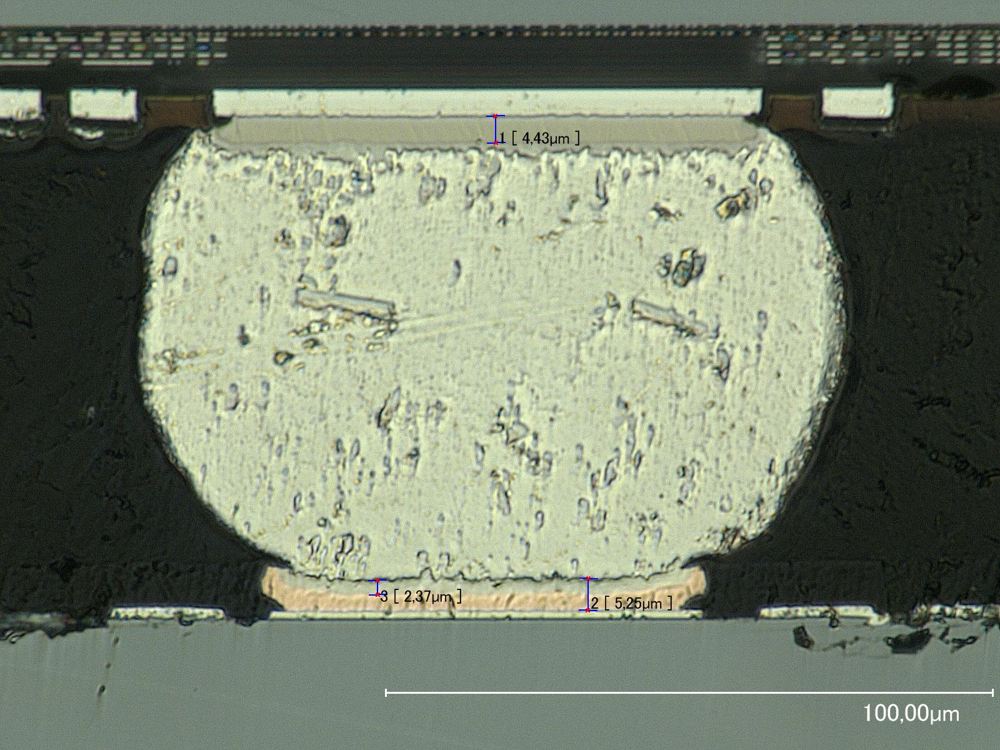 1 [ 4,43µm ]
3 [ 2,37µm ]
2 [ 5,25µm ]
100,00µm